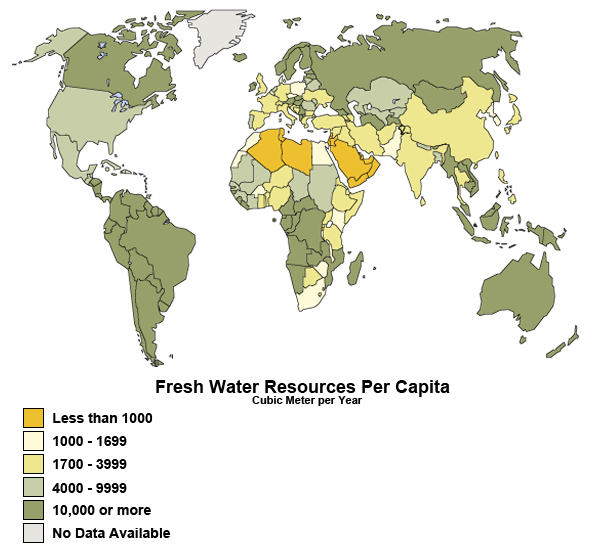 Fresh Water Resources Per Capita
Cubic Meter per Year
Less than 1000
1000 - 1699
1700 - 3999
4000 - 9999
10,000 or more
No Data Available